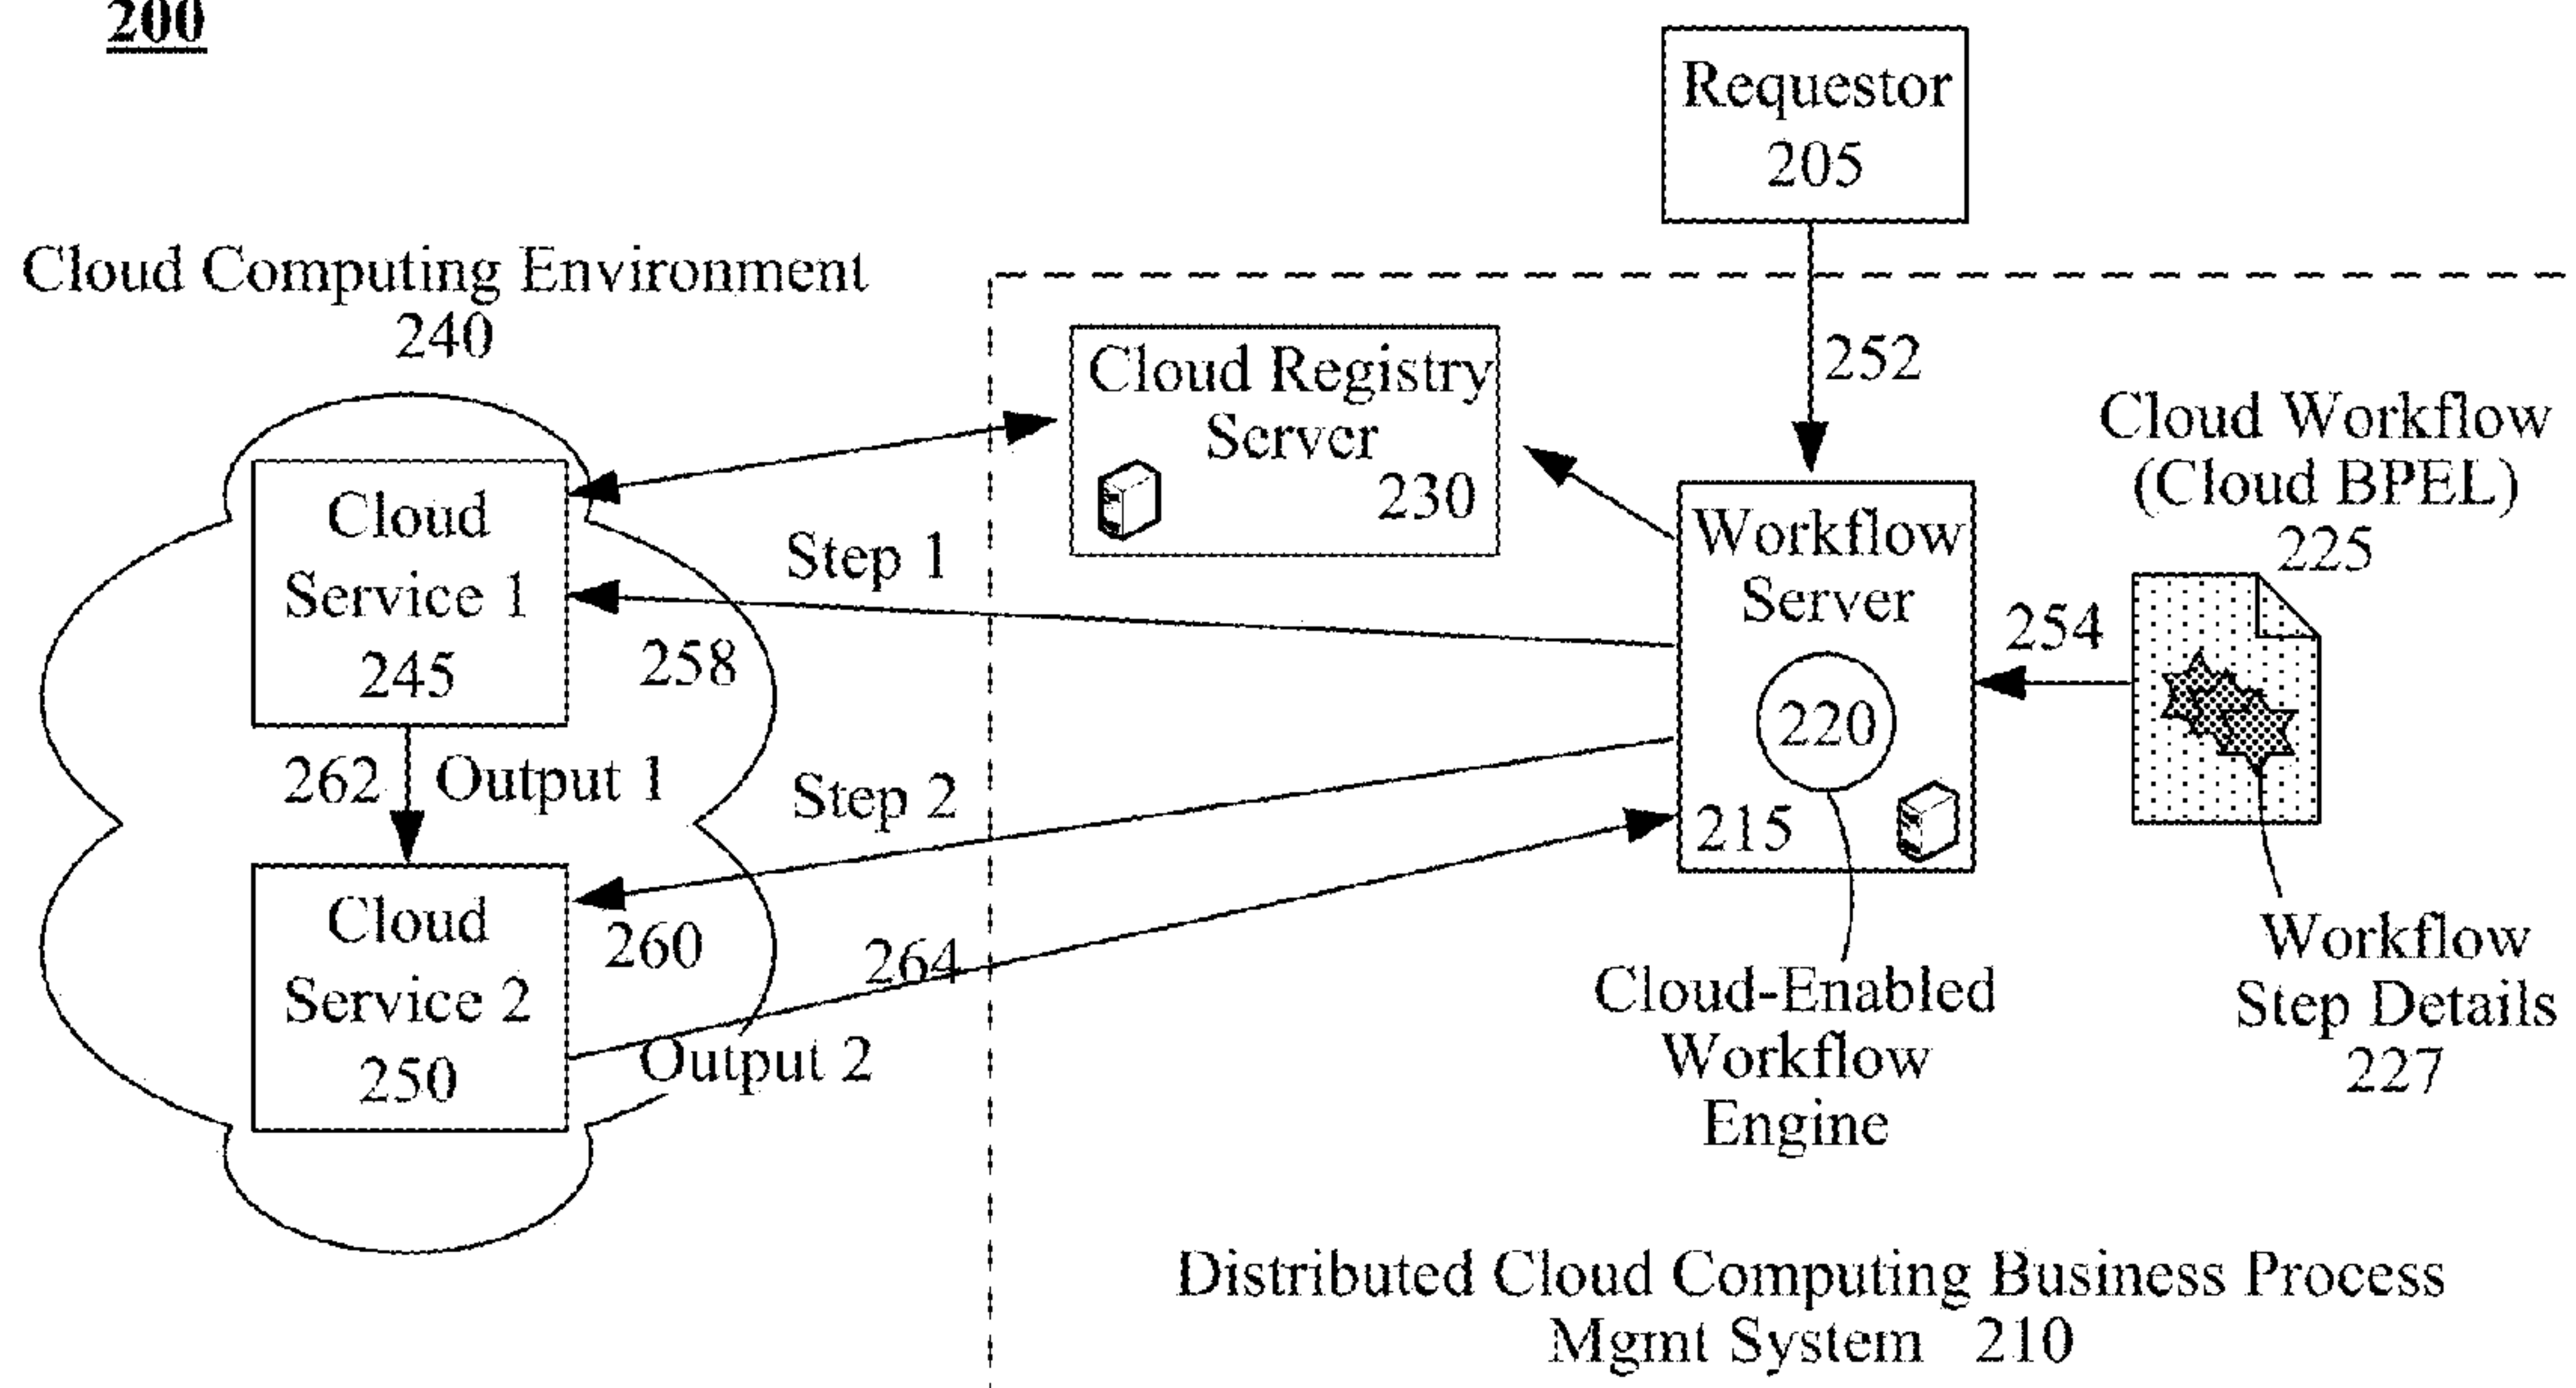 200
Requestor
205
Cloud Computing Environment
240
252
Cloud Registry
Server
230
Cloud Workflow
(Cloud BPEL)
225
Cloud
Service 1
245
Step 1
258
Workflow
Server
220
215
254
262
Output 1
Step 2
Cloud
Service 2
250
260
264
Output 2
Cloud-Enabled
Workflow
Engine
Workflow
Step Details
227
Distributed Cloud Computing Business Process
Mgmt System 210